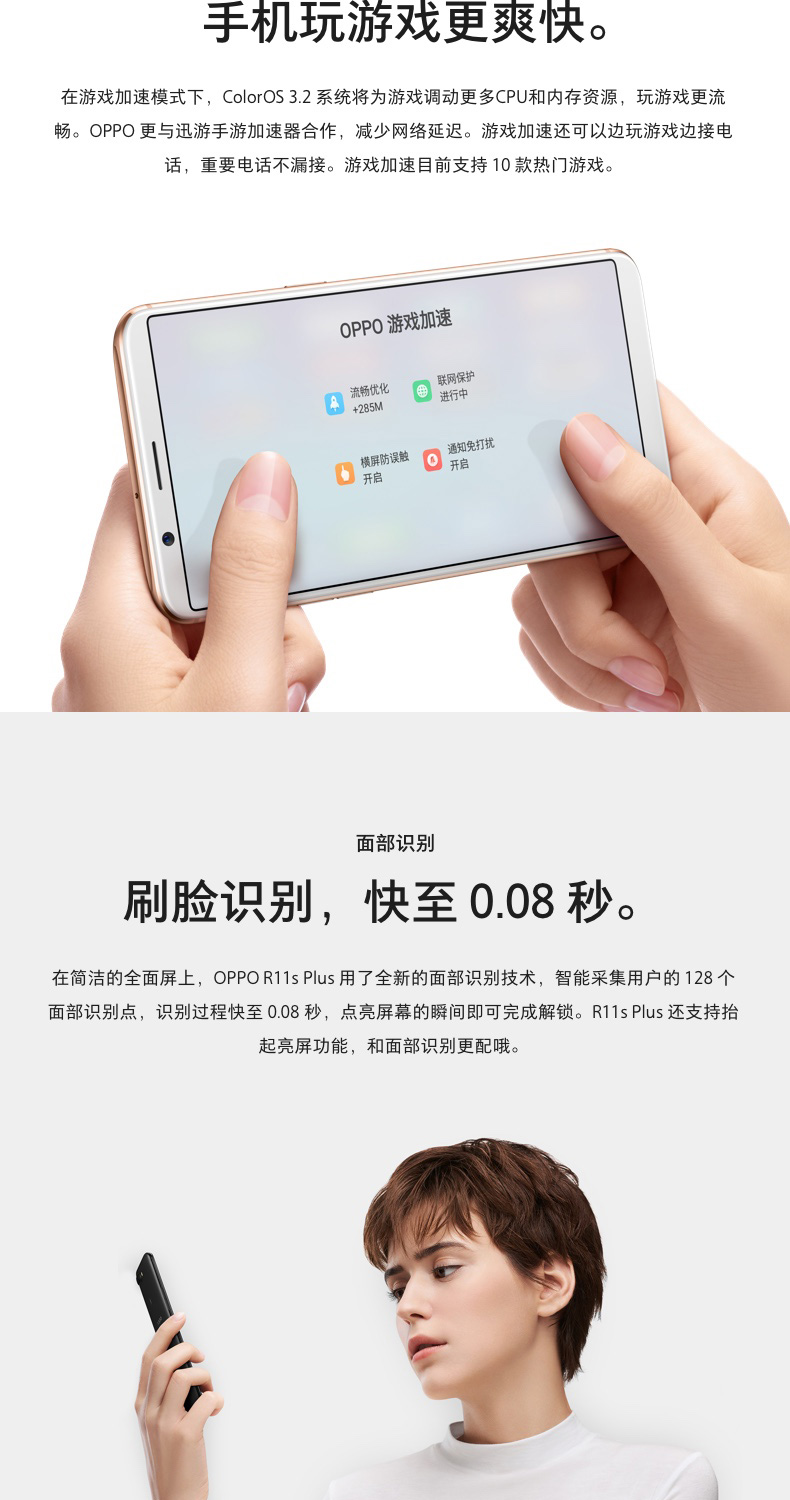 手机玩游戏更爽快。
在游戏加速模式下，ColorOS 3.2 系统将为游戏调动更多CPU和内存资源，玩游戏更流
畅。OPPO 更与迅游手游加速器合作，减少网络延迟。游戏加速还可以边玩游戏边接电
话，重要电话不漏接。游戏加速目前支持 10 款热门游戏。
OPPO 游戏加速
流畅优化
+285M
联网保护
进行中
横屏防误触
开启
通知免打扰
开启
面部识别
刷脸识别，快至 0.08 秒。
在简洁的全面屏上，OPPO R11s Plus 用了全新的面部识别技术，智能采集用户的 128 个
面部识别点，识别过程快至 0.08 秒，点亮屏幕的瞬间即可完成解锁。R11s Plus 还支持抬
起亮屏功能，和面部识别更配哦。